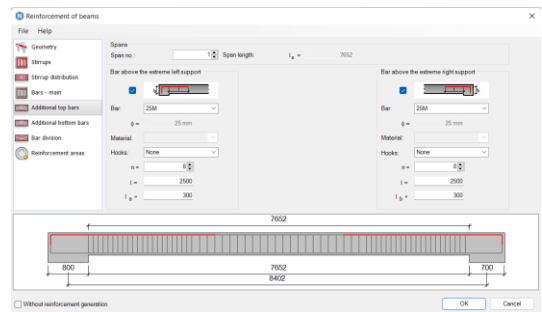 Reinforcement of beams
File Help
Geometry
Stirrups
Stirrup distribution
Bars - main
Additional top bars
Additional bottom bars
Bar division
Reinforcement areas
Spans
Span no.: 1 Span length: l x = 7652
Bar above the extreme left support
Bar: 25M
ϕ = 25 mm
Material:
Hooks: None
n = 8
l = 2500
l a = 300
Bar above the extreme right support
Bar: 25M
ϕ = 25 mm
Material:
Hooks: None
n = 8
l = 2500
l b = 300
7652
800 7652 700
8402
Without reinforcement generation
OK Cancel